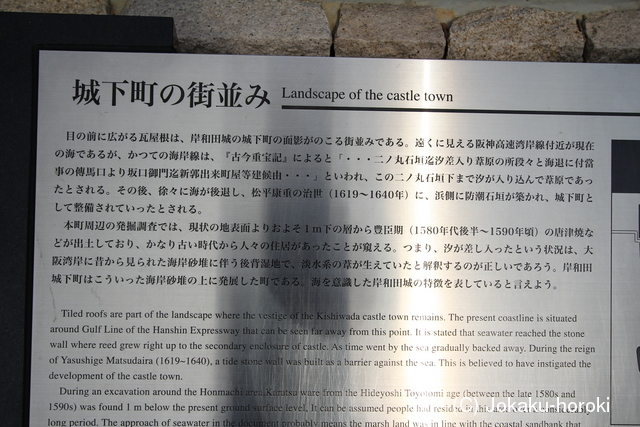 城下町の街並み Landscape of the castle town
目の前に広がる瓦屋根は、岸和田城の城下町の面影がのこる街並みである。遠くに見える阪神高速湾岸線付近が現在
の海であるが、かつての海岸線は、『古今重宝記』によると「・・・二ノ丸石垣迄汐差入り葦原の所段々と海退に付當
事の傳馬口より坂口御門迄新郭出来町屋等建候由・・・」といわれ、この二ノ丸石垣下まで汐が入り込んで葦原であっ
たとされる。その後、徐々に海が後退し、松平康重の治世（1619～1640年）に、浜側に防潮石垣が築かれ、城下町と
して整備されていったとされる。
本町周辺の発掘調査では、現状の地表面よりおよそ1m下の層から豊臣期（1580年代後半～1590年頃）の唐津焼な
どが出土しており、かなり古い時代から人々の住居があったことが窺える。つまり、汐が差し入ったという状況は、大
阪湾岸に昔から見られた海岸砂堆に伴う後背湿地で、淡水系の葦が生えていたと解釈するのが正しいであろう。岸和田
城下町はこういった海岸砂堆の上に発展した町である。海を意識した岸和田城の特徴を表していると言えよう。
Tiled roofs are part of the landscape where the vestige of the Kishiwada castle town remains. The present coastline is situated
around Gulf Line of the Hanshin Expressway that can be seen far away from this point. It is stated that seawater reached the stone
wall where reed grew right up to the secondary enclosure of castle. As time went by the sea gradually backed away. During the reign
of Yasushige Matsudaira (1619~1640), a tide stone wall was built as a barrier against the sea. This is believed to have instigated the
development of the castle town.
During an excavation around the Honmachi area, Karatsu ware from the Hideyoshi Toyotomi age (between the late 1580s and
1590s) was found 1 m below the present ground surface level. It can be assumed people had
long period. The approach of seawater in the document probably means the marsh land was in line with the coastal sandbank that
(C) Jokaku-horoki